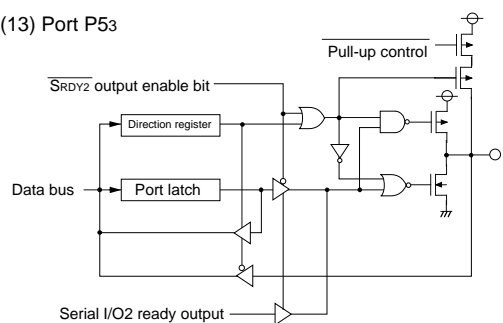 (13) Port P53
Pull-up control
SRDY2 output enable bit
Direction register
Data bus
Port latch
Serial I/O2 ready output